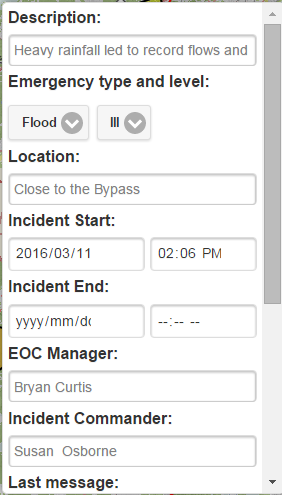 Description:
Heavy rainfall led to record flows and
Emergency type and level:
Flood III
Location:
Close to the Bypass
Incident Start:
2016/03/11 02:06 PM
Incident End:
yyyy/mm/dd --:-- --
EOC Manager:
Bryan Curtis
Incident Commander:
Susan Osborne
Last message: